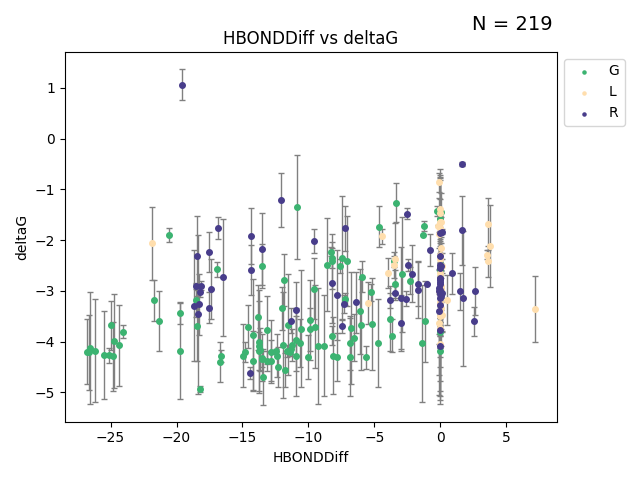 N = 219
HBONDDiff vs deltaG
G
L
R
1
0
−1
−2
−3
−4
−5
deltaG
−25 −20 −15 −10 −5 0 5
HBONDDiff